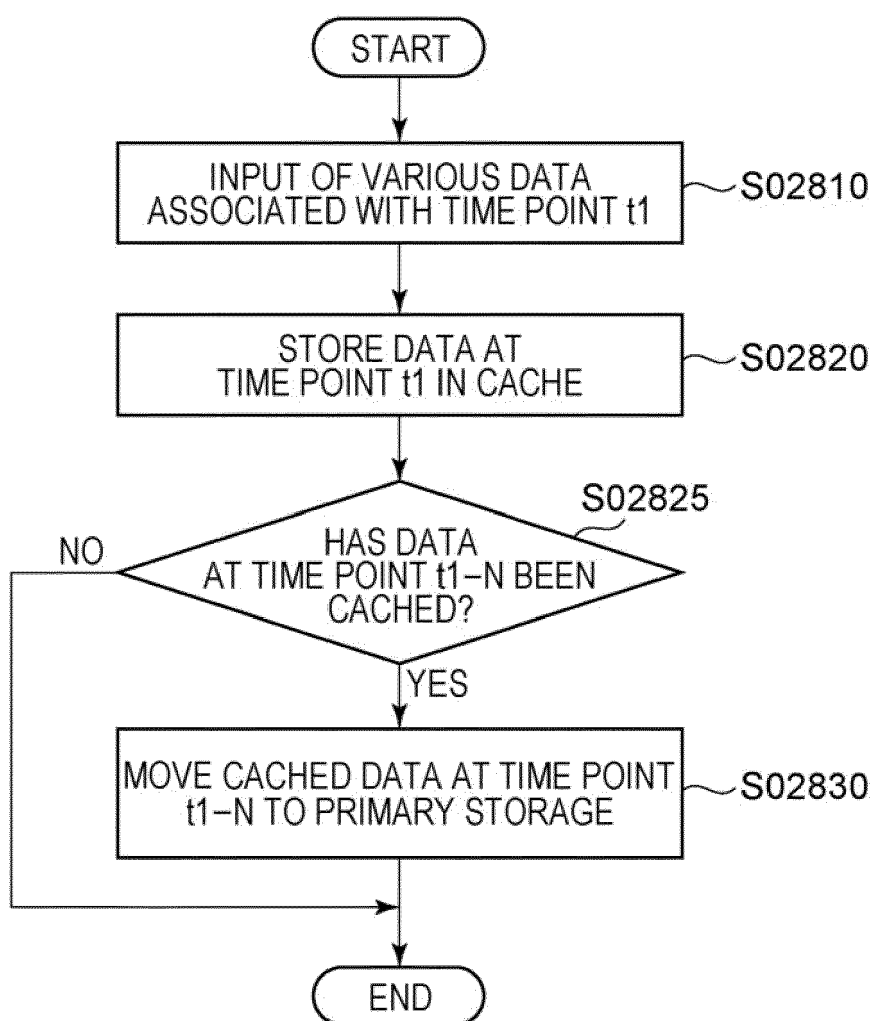 START
INPUT OF VARIOUS DATA
ASSOCIATED WITH TIME POINT t1
S02810
STORE DATA AT
TIME POINT t1 IN CACHE
S02820
S02825
HAS DATA
AT TIME POINT t1−N BEEN
CACHED?
NO
YES
MOVE CACHED DATA AT TIME POINT
t1−N TO PRIMARY STORAGE
S02830
END